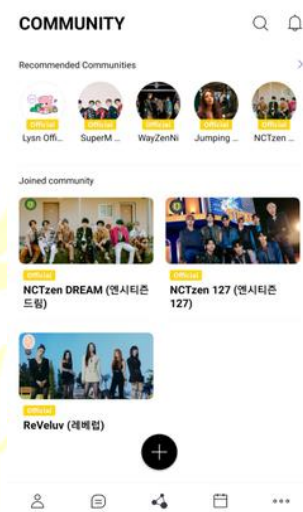 COMMUNITY
Recommended Communities
Official
Official
Official
Official
Official
Lysn Offi...
SuperM ...
WayZenNi
Jumping ...
NCTzen ...
Joined community
Official
NCTzen DREAM (엔시티즌
드림)
Official
NCTzen 127 (엔시티즌
127)
Official
ReVeluv (레베럽)